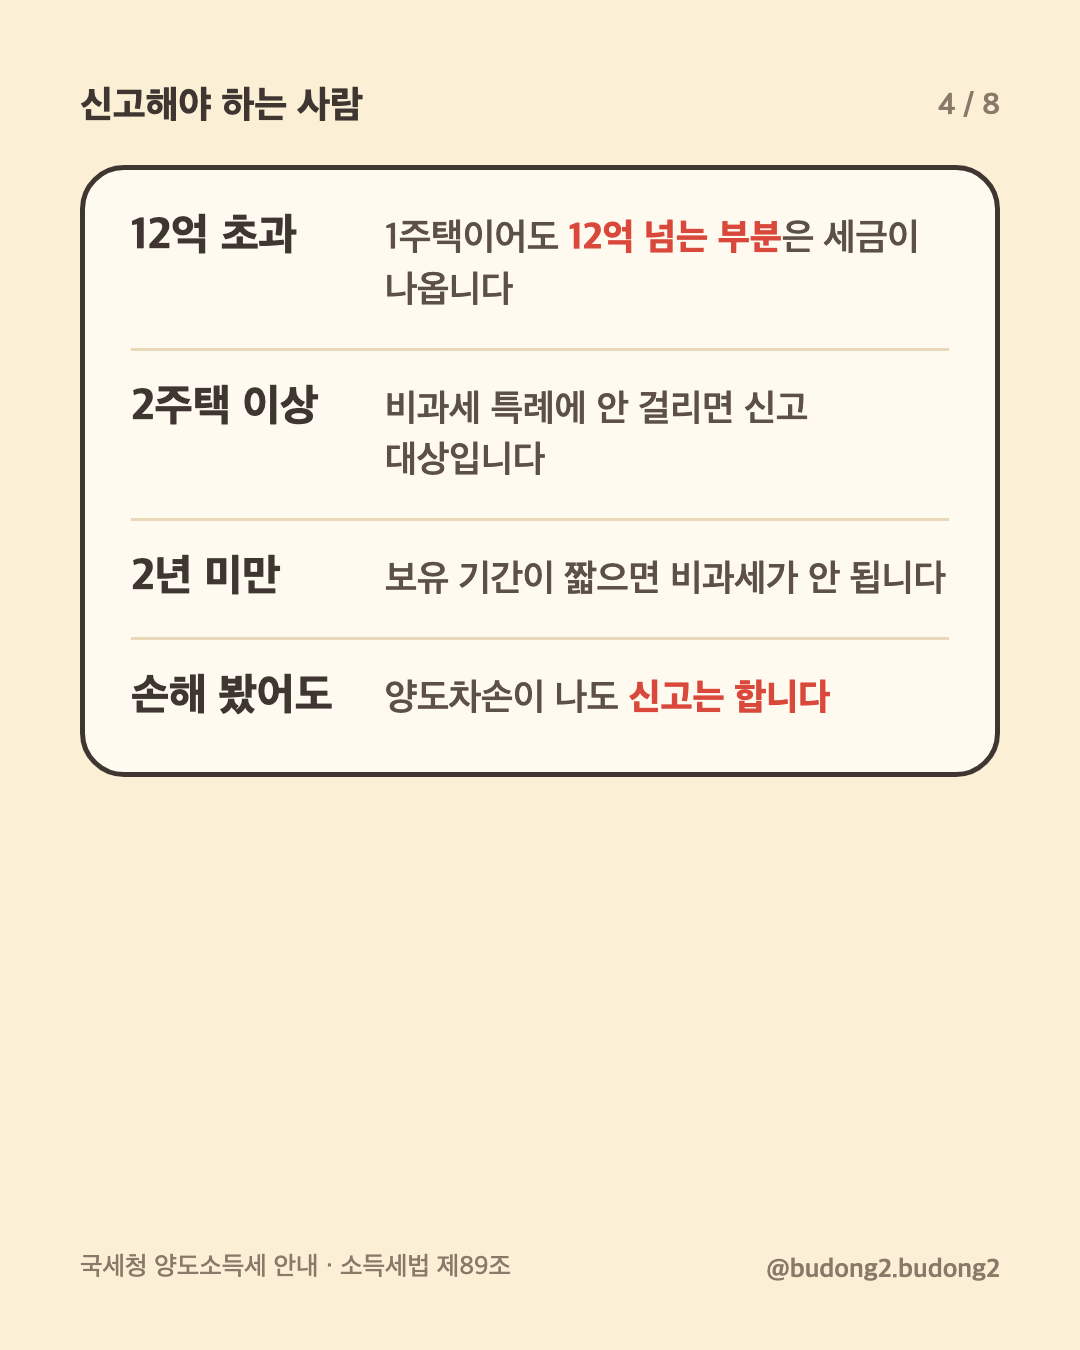 신고해야 하는 사람
4 / 8
12억 초과
1주택이어도 12억 넘는 부분은 세금이
나옵니다
2주택 이상
비과세 특례에 안 걸리면 신고
대상입니다
2년 미만
보유 기간이 짧으면 비과세가 안 됩니다
손해 봤어도
양도차손이 나도 신고는 합니다
국세청 양도소득세 안내 · 소득세법 제89조
@budong2.budong2